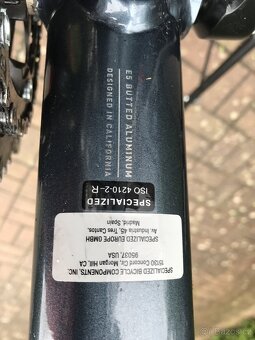 E5 BUTTED ALUMINUM
DESIGNED IN CALIFORNIA
SPECIALIZED
ISO 4210-2-R
SPECIALIZED BICYCLE COMPONENTS, INC.
15130 Concord Cir, Morgan Hill, CA
95037, USA
SPECIALIZED EUROPE GMBH
Av. Industria 45, Tres Cantos,
Madrid, Spain